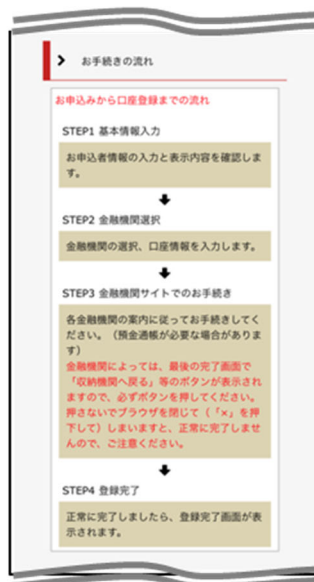 お手続きの流れ
お申込みから口座登録までの流れ
STEP1 基本情報入力
お申込者情報の入力と表示内容を確認しま
す。
STEP2 金融機関選択
金融機関の選択、口座情報を入力します。
STEP3 金融機関サイトでのお手続き
各金融機関の案内に従ってお手続きしてく
ださい。（預金通帳が必要な場合がありま
す）
金融機関によっては、最後の完了画面で
「収納機関へ戻る」等のボタンが表示され
ますので、必ずボタンを押してください。
押さないでブラウザを閉じて（「×」を押
下して）しまいますと、正常に完了しませ
んので、ご注意ください。
STEP4 登録完了
正常に完了しましたら、登録完了画面が表
示されます。